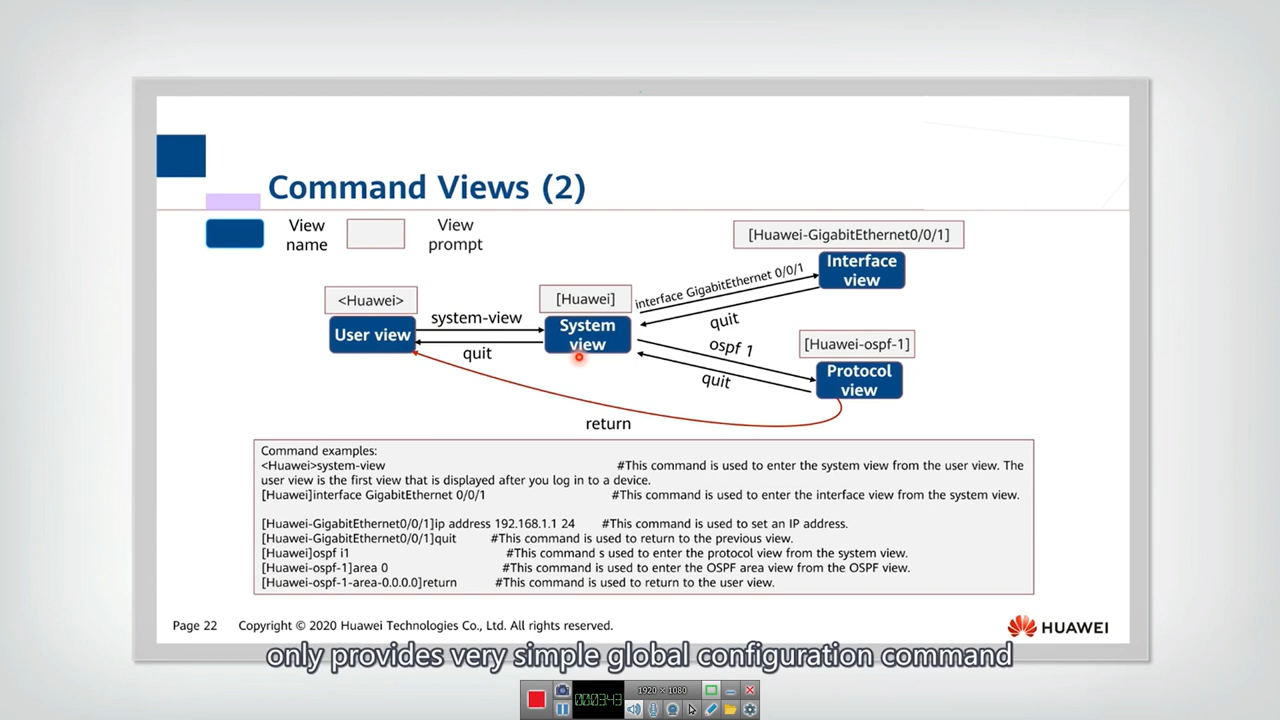 Command Views (2)
View name
View prompt
[Huawei-GigabitEthernet0/0/1]
Interface view
<Huawei>
[Huawei]
interface GigabitEthernet 0/0/1
User view
system-view
System view
quit
quit
ospf 1
[Huawei-ospf-1]
quit
Protocol view
return
Command examples:
<Huawei>system-view #This command is used to enter the system view from the user view. The
user view is the first view that is displayed after you log in to a device.
[Huawei]interface GigabitEthernet 0/0/1 #This command is used to enter the interface view from the system view.
[Huawei-GigabitEthernet0/0/1]ip address 192.168.1.1 24 #This command is used to set an IP address.
[Huawei-GigabitEthernet0/0/1]quit #This command is used to return to the previous view.
[Huawei]ospf i1 #This command s used to enter the protocol view from the system view.
[Huawei-ospf-1]area 0 #This command is used to enter the OSPF area view from the OSPF view.
[Huawei-ospf-1-area-0.0.0.0]return #This command is used to return to the user view.
Page 22 Copyright © 2020 Huawei Technologies Co., Ltd. All rights reserved.
HUAWEI
only provides very simple global configuration command
000:03:43
1920 × 1080